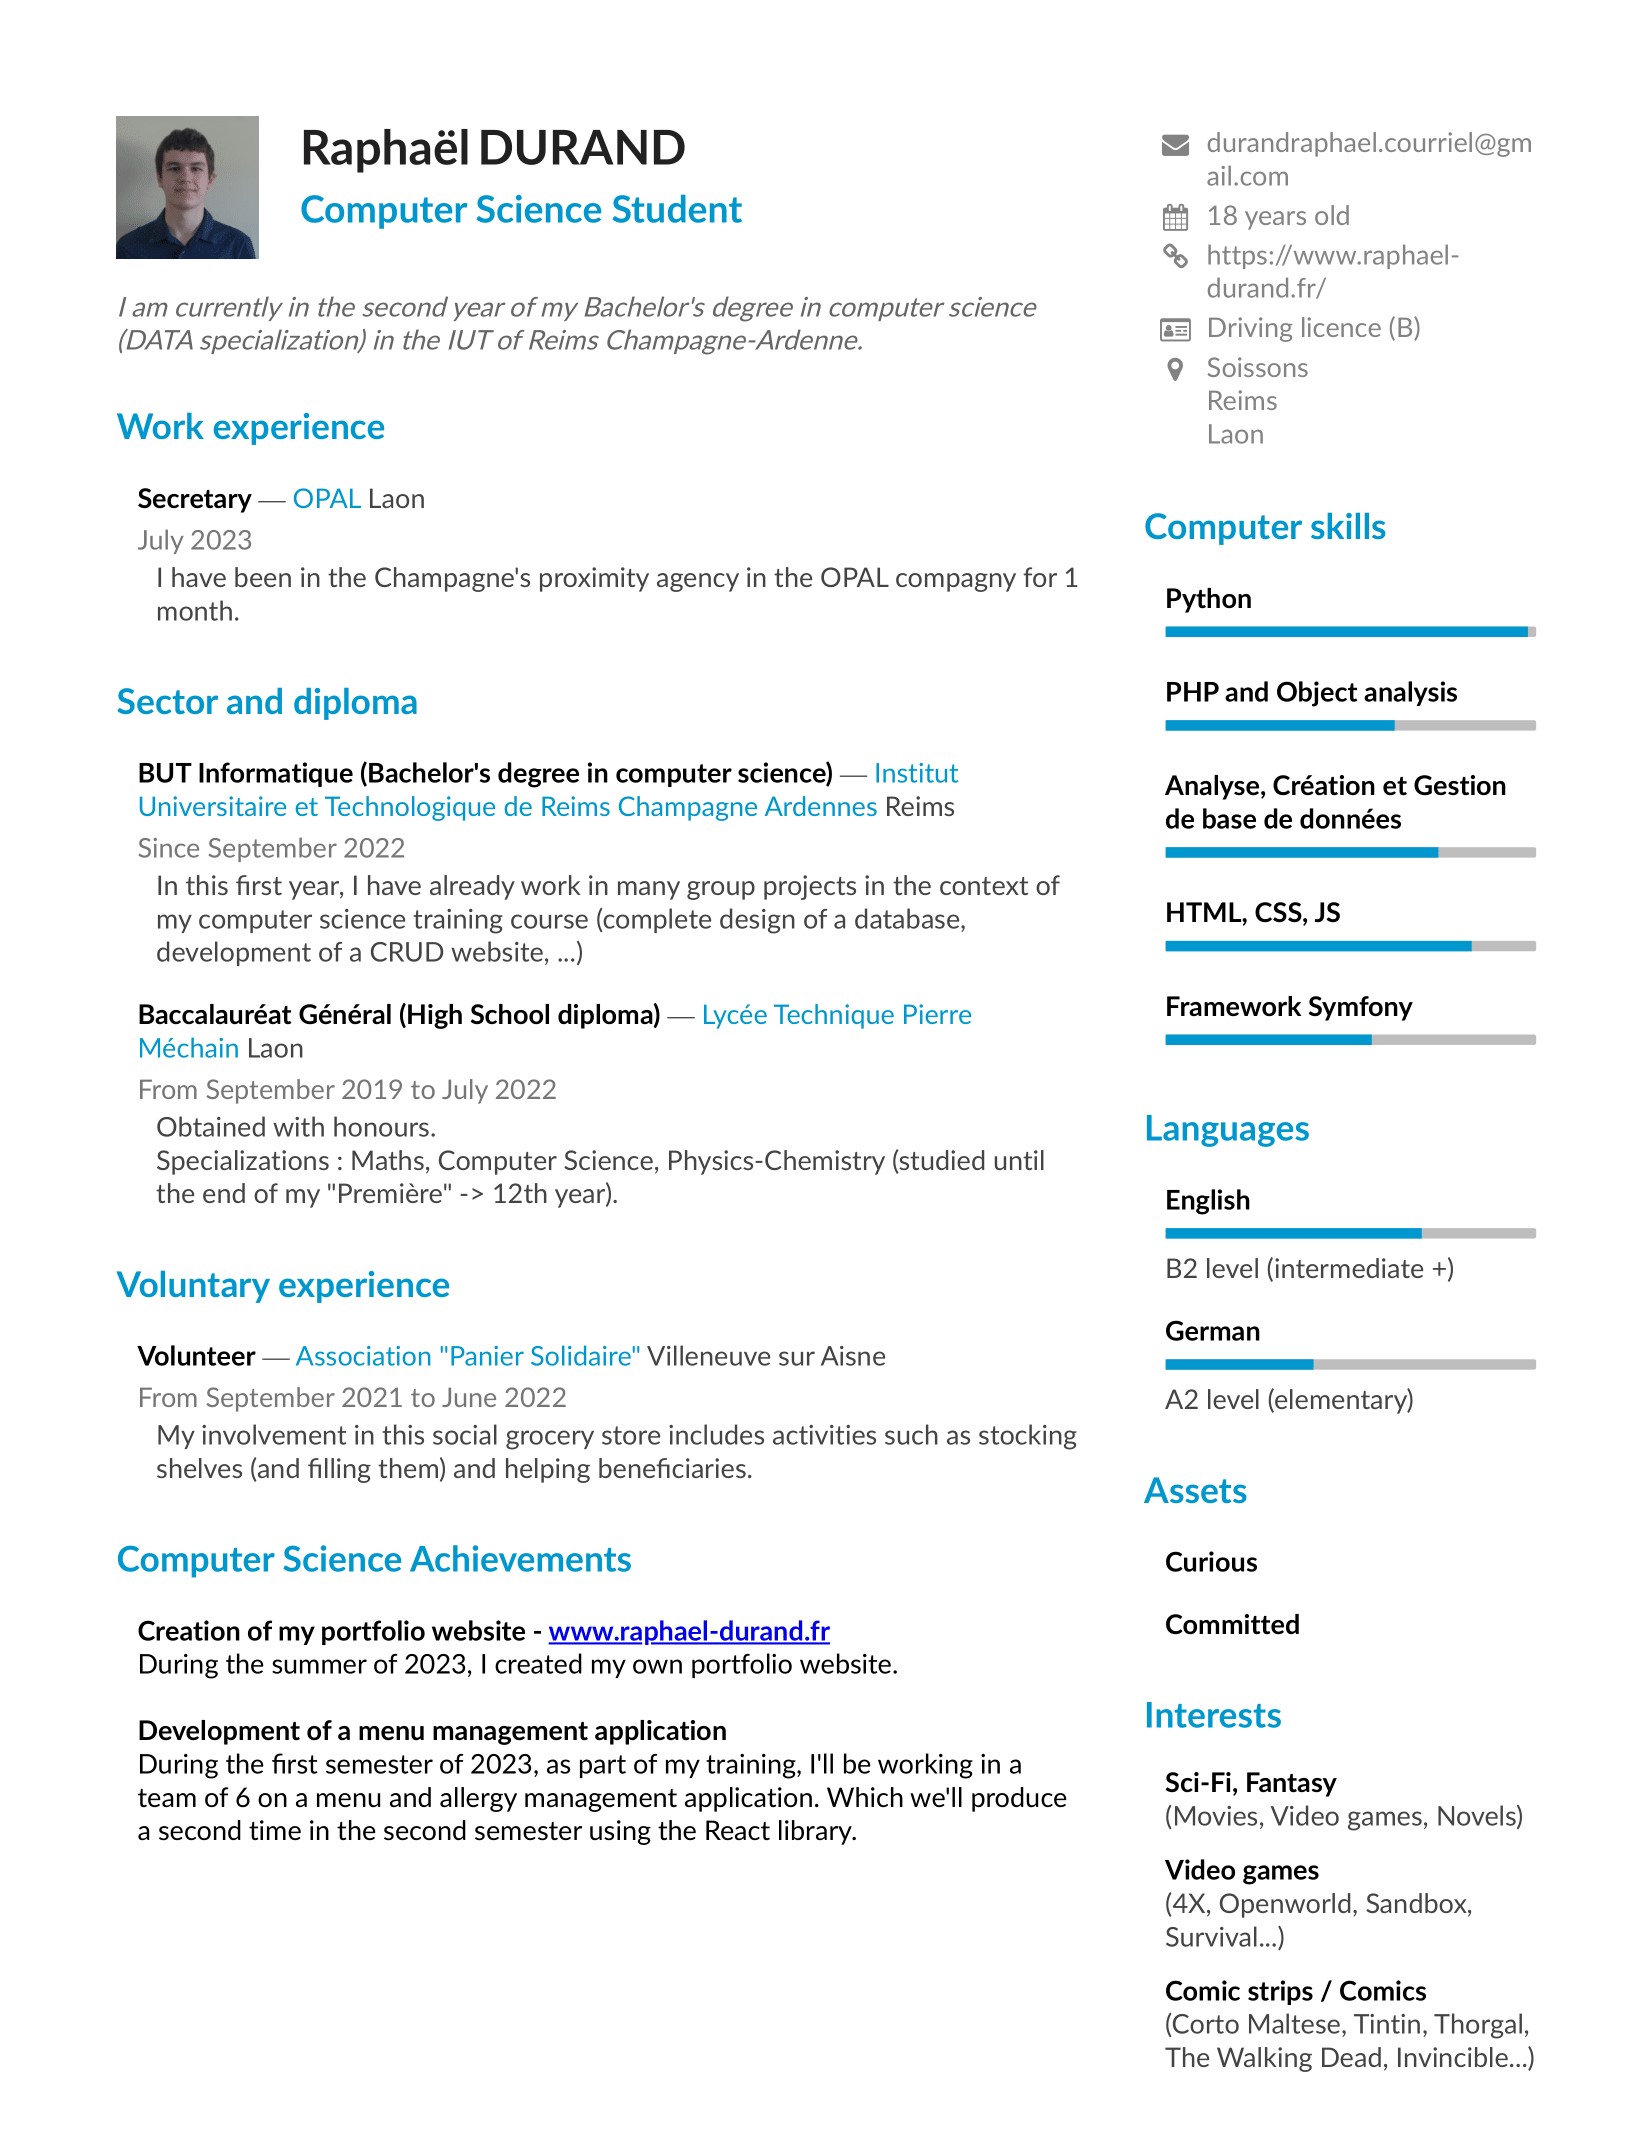 Raphaël DURAND
Computer Science Student
I am currently in the second year of my Bachelor's degree in computer science
(DATA specialization) in the IUT of Reims Champagne-Ardenne.
Work experience
Secretary — OPAL Laon
July 2023
I have been in the Champagne's proximity agency in the OPAL compagny for 1
month.
Sector and diploma
BUT Informatique (Bachelor's degree in computer science) — Institut
Universitaire et Technologique de Reims Champagne Ardennes Reims
Since September 2022
In this first year, I have already work in many group projects in the context of
my computer science training course (complete design of a database,
development of a CRUD website, ...)
Baccalauréat Général (High School diploma) — Lycée Technique Pierre
Méchain Laon
From September 2019 to July 2022
Obtained with honours.
Specializations : Maths, Computer Science, Physics-Chemistry (studied until
the end of my "Première" -> 12th year).
Voluntary experience
Volunteer — Association "Panier Solidaire" Villeneuve sur Aisne
From September 2021 to June 2022
My involvement in this social grocery store includes activities such as stocking
shelves (and filling them) and helping beneficiaries.
Computer Science Achievements
Creation of my portfolio website - www.raphael-durand.fr
During the summer of 2023, I created my own portfolio website.
Development of a menu management application
During the first semester of 2023, as part of my training, I'll be working in a
team of 6 on a menu and allergy management application. Which we'll produce
a second time in the second semester using the React library.
durandraphael.courriel@gm
ail.com
18 years old
https://www.raphael-
durand.fr/
Driving licence (B)
Soissons
Reims
Laon
Computer skills
Python
PHP and Object analysis
Analyse, Création et Gestion
de base de données
HTML, CSS, JS
Framework Symfony
Languages
English
B2 level (intermediate +)
German
A2 level (elementary)
Assets
Curious
Committed
Interests
Sci-Fi, Fantasy
(Movies, Video games, Novels)
Video games
(4X, Openworld, Sandbox,
Survival...)
Comic strips / Comics
(Corto Maltese, Tintin, Thorgal,
The Walking Dead, Invincible...)